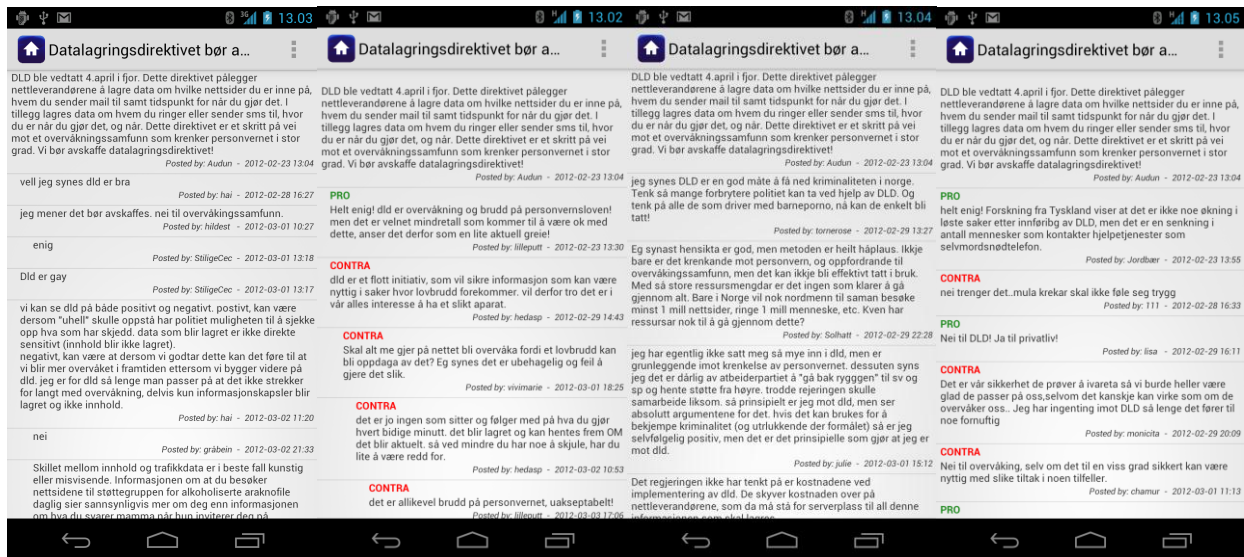 13.03
Datalagringsdirektivet bør a...
DLD ble vedtatt 4.april i fjor. Dette direktivet pålegger
nettleverandørene å lagre data om hvilke nettsider du er inne på,
hvem du sender mail til samt tidspunkt for når du gjør det. I
tillegg lagres data om hvem du ringer eller sender sms til, hvor
du er når du gjør det, og når. Dette direktivet er et skritt på vei
mot et overvåkningssamfunn som krenker personvernet i stor
grad. Vi bør avskaffe datalagringsdirektivet!
Posted by: Audun - 2012-02-23 13:04
vell jeg synes dld er bra
Posted by: hai - 2012-02-28 16:27
jeg mener det bør avskaffes. nei til overvåkingssamfunn.
Posted by: hildest - 2012-03-01 10:27
enig
Posted by: StiligeCec - 2012-03-01 13:18
Dld er gay
Posted by: StiligeCec - 2012-03-01 13:17
vi kan se dld på både positivt og negativt. postivt, kan være
dersom "uhell" skulle oppstå har politiet muligheten til å sjekke
opp hva som har skjedd. data som blir lagret er ikke direkte
sensitivt (innhold blir ikke lagret).
negativt, kan være at dersom vi godtar dette kan det føre til at
vi blir mer overvåket i framtiden ettersom vi bygger videre på
dld. jeg er for dld så lenge man passer på at det ikke strekker
for langt med overvåkning, delvis kun informasjonskapsler blir
lagret og ikke innhold.
Posted by: hai - 2012-03-02 11:20
nei
Posted by: gråbein - 2012-03-02 21:33
Skillet mellom innhold og trafikkdata er i beste fall kunstig
eller misvisende. Informasjonen om at du besøker
nettsidene til støttegruppen for alkoholiserte araknofile
daglig sier sannsynligvis mer om deg enn informasjonen
om hva du svarer mamma når hun inviterer deg på
13.02
Datalagringsdirektivet bør a...
DLD ble vedtatt 4.april i fjor. Dette direktivet pålegger
nettleverandørene å lagre data om hvilke nettsider du er inne på,
hvem du sender mail til samt tidspunkt for når du gjør det. I
tillegg lagres data om hvem du ringer eller sender sms til, hvor
du er når du gjør det, og når. Dette direktivet er et skritt på vei
mot et overvåkningssamfunn som krenker personvernet i stor
grad. Vi bør avskaffe datalagringsdirektivet!
Posted by: Audun - 2012-02-23 13:04
PRO
Helt enig! dld er overvåkning og brudd på personvernsloven!
men det er velnet mindretall som kommer til å være ok med
dette, anser det derfor som en lite aktuell greie!
Posted by: lilleputt - 2012-02-23 13:30
CONTRA
dld er et flott initiativ, som vil sikre informasjon som kan være
nyttig i saker hvor lovbrudd forekommer. vil derfor tro det er i
vår alles interesse å ha et slikt aparat.
Posted by: hedasp - 2012-02-29 14:43
CONTRA
Skal alt me gjer på nettet bli overvåka fordi et lovbrudd kan
bli oppdaga av det? Eg synes det er ubehagelig og feil å
gjere det slik.
Posted by: vivimarie - 2012-03-01 18:25
CONTRA
det er jo ingen som sitter og følger med på hva du gjør
hvert bidige minutt. det blir lagret og kan hentes frem OM
det blir aktuelt. så ved mindre du har noe å skjule, har du
lite å være redd for.
Posted by: hedasp - 2012-03-02 10:53
CONTRA
det er allikevel brudd på personvernet, uakseptabelt!
Posted by: lilleputt - 2012-03-03 17:06
13.04
Datalagringsdirektivet bør a...
DLD ble vedtatt 4.april i fjor. Dette direktivet pålegger
nettleverandørene å lagre data om hvilke nettsider du er inne på,
hvem du sender mail til samt tidspunkt for når du gjør det. I
tillegg lagres data om hvem du ringer eller sender sms til, hvor
du er når du gjør det, og når. Dette direktivet er et skritt på vei
mot et overvåkningssamfunn som krenker personvernet i stor
grad. Vi bør avskaffe datalagringsdirektivet!
Posted by: Audun - 2012-02-23 13:04
jeg synes DLD er en god måte å få ned kriminaliteten i norge.
Tenk så mange forbrytere politiet kan ta ved hjelp av DLD. Og
tenk på alle de som driver med barneporno, nå kan de enkelt bli
tatt!
Posted by: tornerose - 2012-02-29 13:27
Eg synast hensikta er god, men metoden er heilt håplaus. Ikkje
bare er det krenkande mot personvern, og oppfordrande til
overvåkingssamfunn, men det kan ikkje bli effektivt tatt i bruk.
Med så store ressursmengdar er det ingen som klarer å gå
gjennom alt. Bare i Norge vil nok nordmenn til saman besøke
minst 1 mill nettsider, ringe 1 mill menneske, etc. Kven har
ressursar nok til å gå gjennom dette?
Posted by: Solhatt - 2012-02-29 22:28
jeg har egentlig ikke satt meg så mye inn i dld, men er
grunleggende imot krenkelse av personvernet. dessuten syns
jeg det er dårlig av atbeiderpartiet å "gå bak rygggen" til sv og
sp og hente støtte fra høyre. trodde rejeringen skulle
samarbeide liksom. så prinsipielt er jeg mot dld, men ser
absolutt argumentene for det. hvis det kan brukes for å
bekjempe kriminalitet (og utrlukkende der formålet) så er jeg
selvfølgelig positiv, men det er det prinsipielle som gjør at jeg er
mot dld.
Posted by: julie - 2012-03-01 15:12
Det regjeringen ikke har tenkt på er kostnadene ved
implementering av dld. De skyver kostnaden over på
nettleverandørene, som da må stå for serverplass til all denne
informasjonen som skal lagres
13.05
Datalagringsdirektivet bør a...
DLD ble vedtatt 4.april i fjor. Dette direktivet pålegger
nettleverandørene å lagre data om hvilke nettsider du er inne på,
hvem du sender mail til samt tidspunkt for når du gjør det. I
tillegg lagres data om hvem du ringer eller sender sms til, hvor
du er når du gjør det, og når. Dette direktivet er et skritt på vei
mot et overvåkningssamfunn som krenker personvernet i stor
grad. Vi bør avskaffe datalagringsdirektivet!
Posted by: Audun - 2012-02-23 13:04
PRO
helt enig! Forskning fra Tyskland viser at det er ikke noe økning i
løste saker etter innføribg av DLD, men det er en senkning i
antall mennesker som kontakter hjelpetjenester som
selvmordsnødtelefon.
Posted by: Jordbær - 2012-02-23 13:55
CONTRA
nei trenger det..mula krekar skal ikke føle seg trygg
Posted by: 111 - 2012-02-28 16:33
PRO
Nei til DLD! Ja til privatliv!
Posted by: lisa - 2012-02-29 16:11
CONTRA
Det er vår sikkerhet de prøver å ivareta så vi burde heller være
glad de passer på oss,selvom det kanskje kan virke som om de
overvåker oss.. Jeg har ingenting imot DLD så lenge det fører til
noe fornuftig
Posted by: monicita - 2012-02-29 20:09
CONTRA
Nei til overvåking, selv om det til en viss grad sikkert kan være
nyttig med slike tiltak i noen tilfeller.
Posted by: chamur - 2012-03-01 11:13
PRO